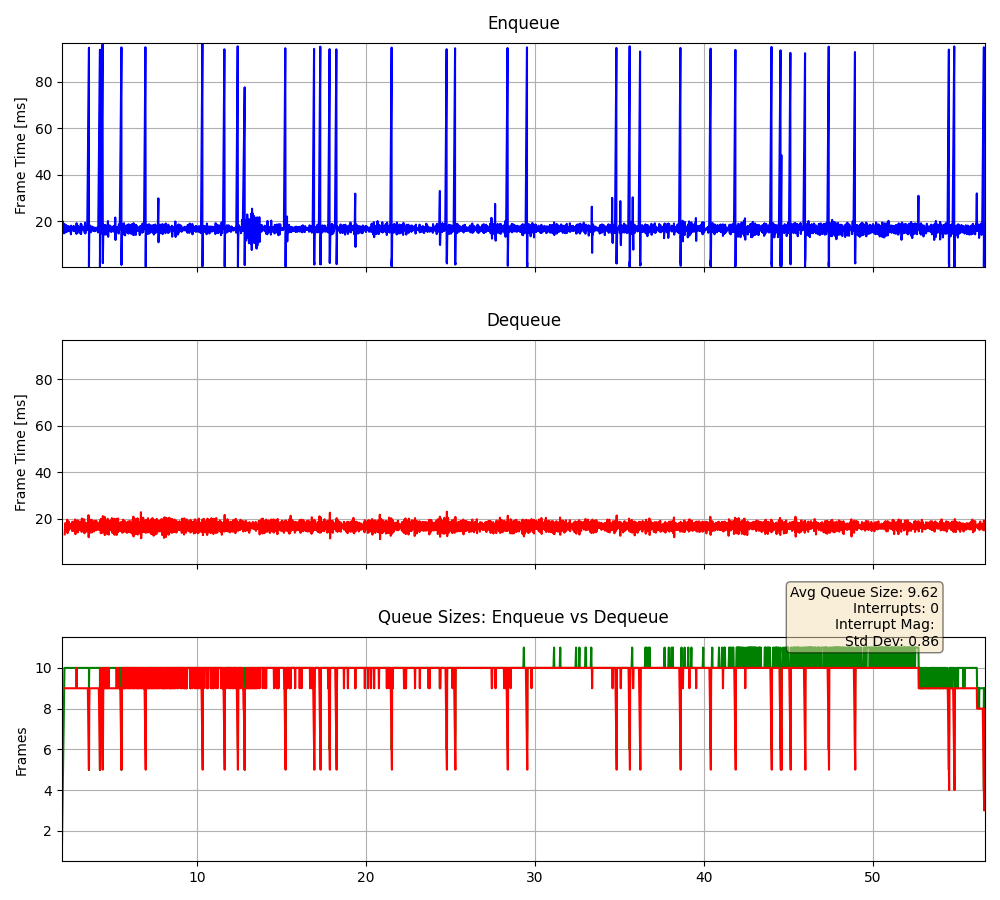 Enqueue
Frame Time [ms]
80
60
40
20
Dequeue
Frame Time [ms]
80
60
40
20
Avg Queue Size: 9.62
Interrupts: 0
Interrupt Mag:
Std Dev: 0.86
Queue Sizes: Enqueue vs Dequeue
Frames
10
8
6
4
2
10 20 30 40 50